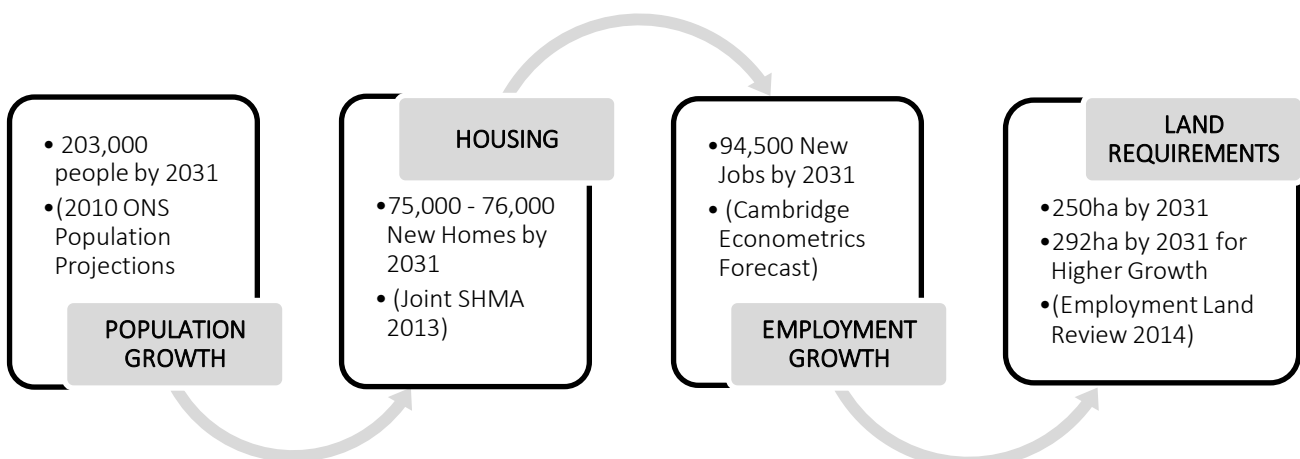 • 203,000
people by 2031
•(2010 ONS
Population
Projections
POPULATION
GROWTH
HOUSING
•75,000 - 76,000
New Homes by
2031
• (Joint SHMA
2013)
•94,500 New
Jobs by 2031
• (Cambridge
Econometrics
Forecast)
EMPLOYMENT
GROWTH
LAND
REQUIREMENTS
•250ha by 2031
•292ha by 2031 for
Higher Growth
•(Employment Land
Review 2014)